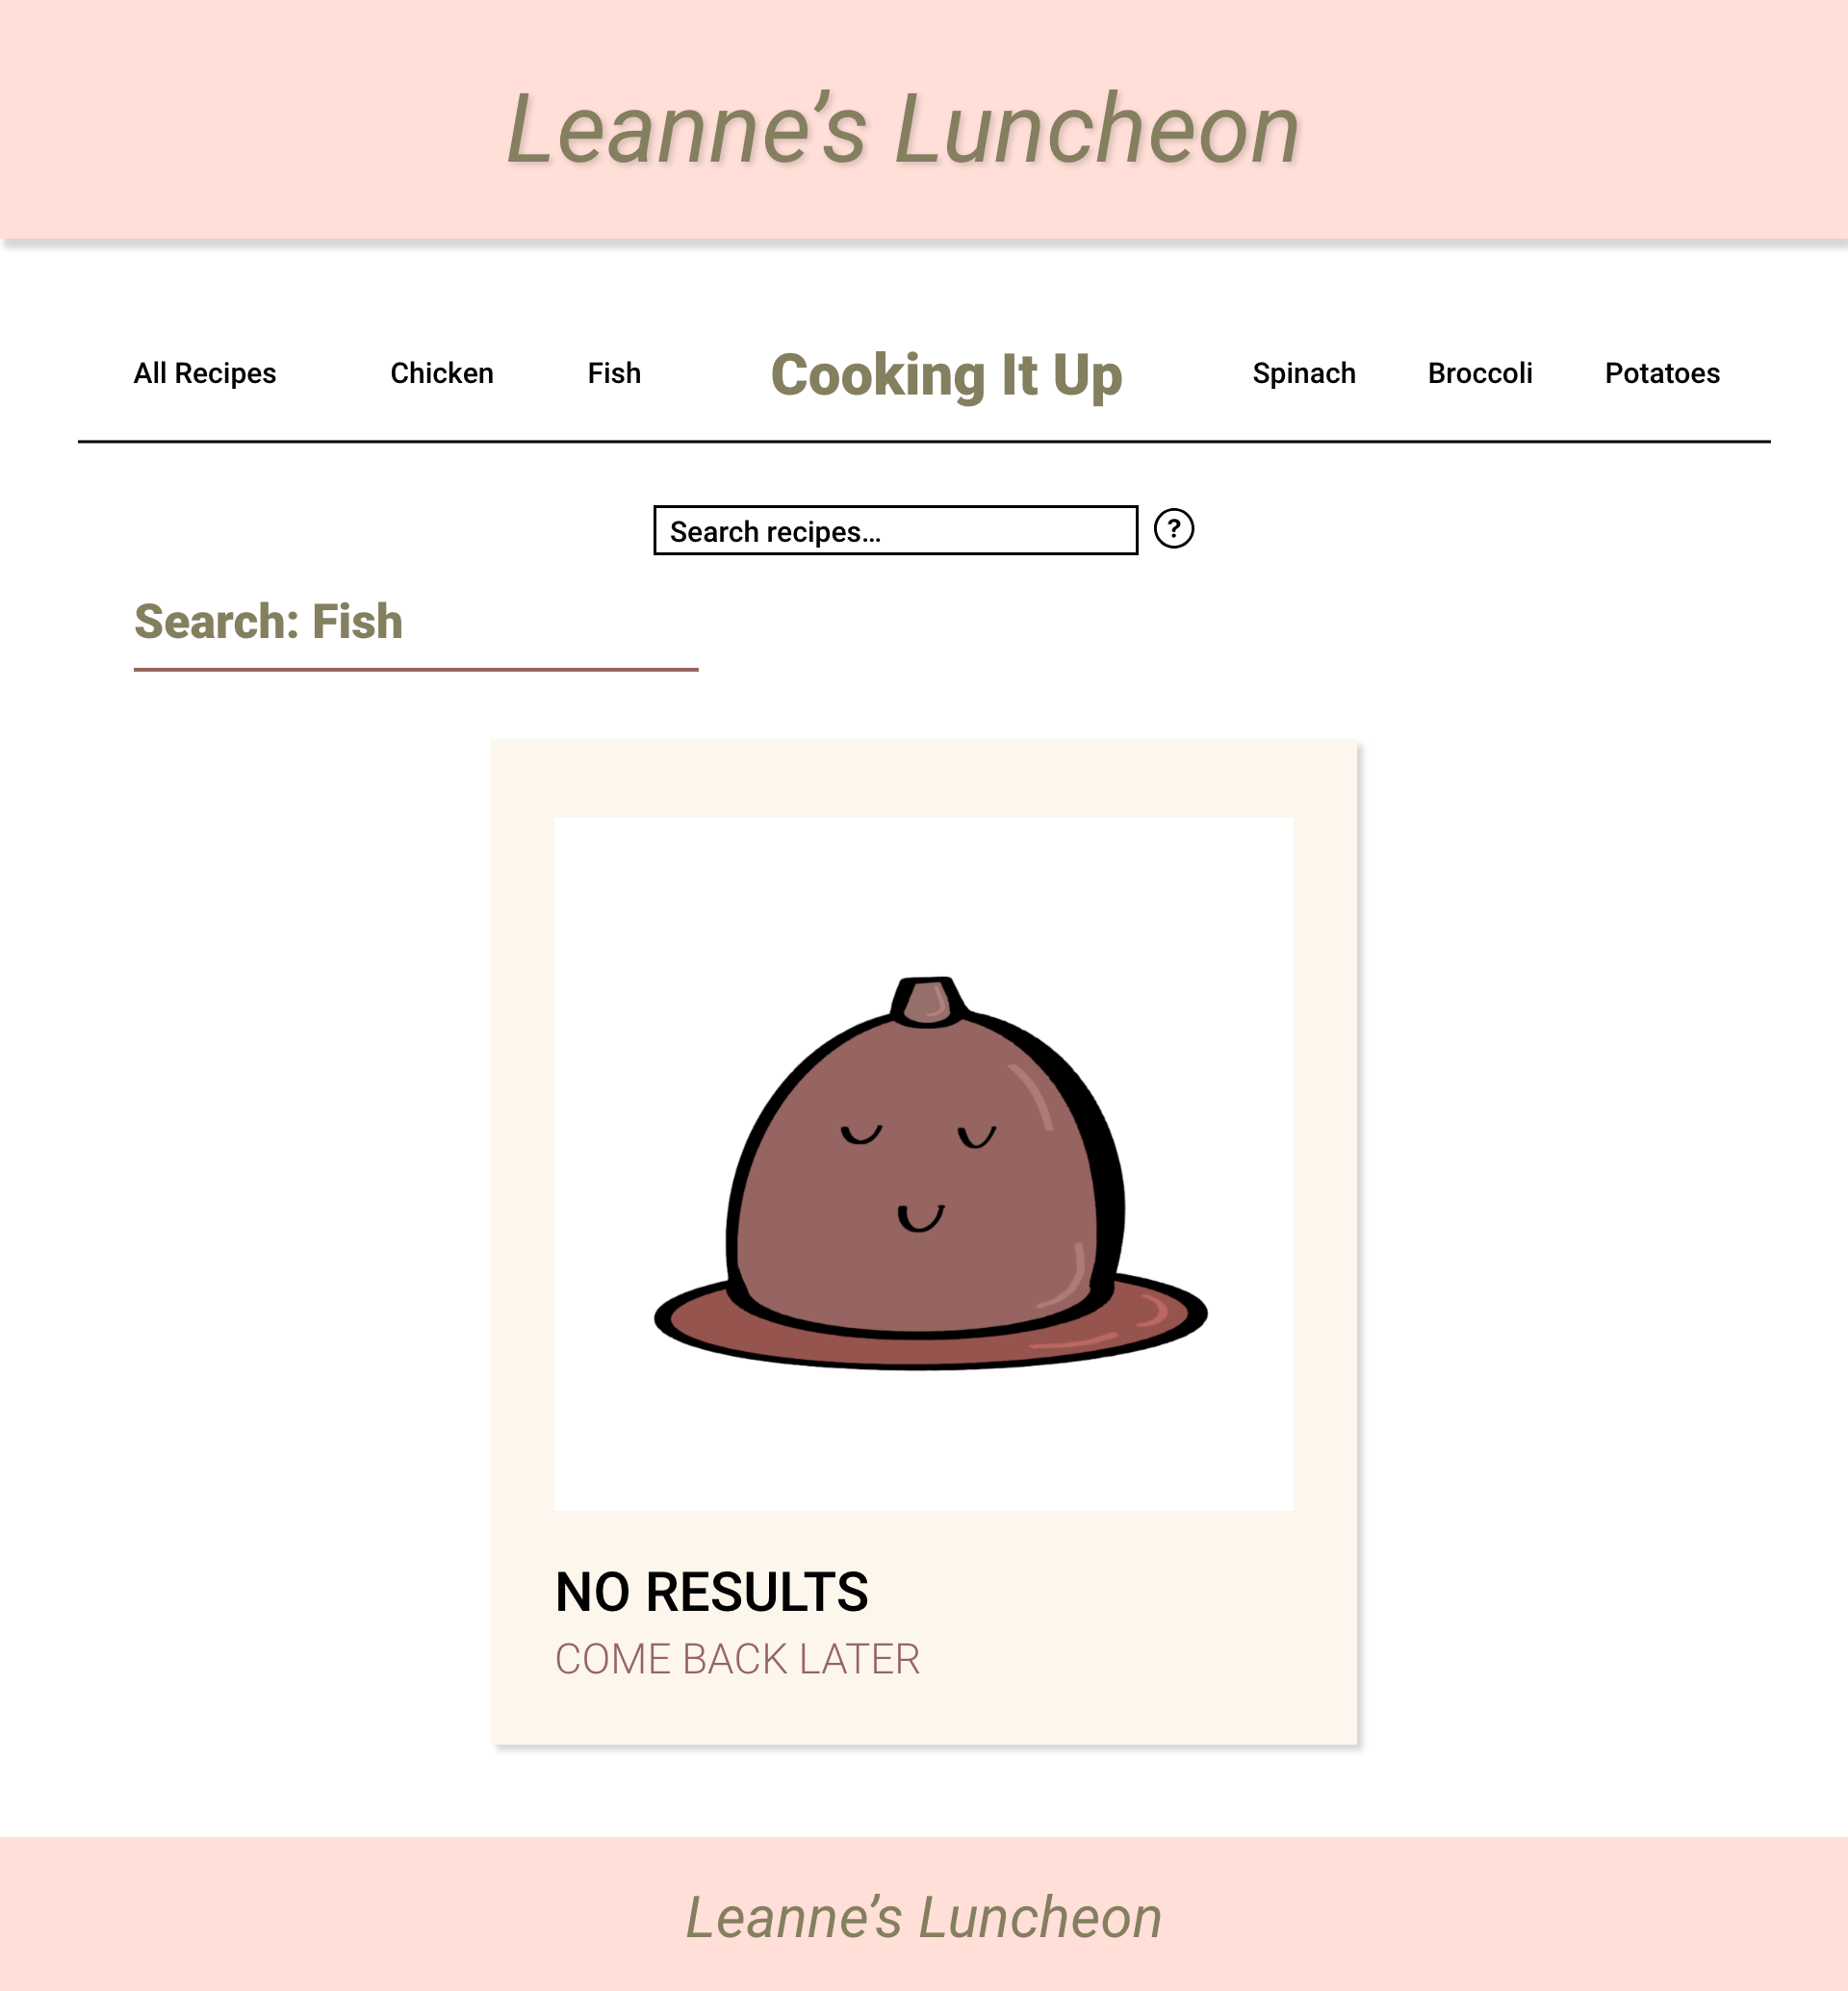 Leanne’s Luncheon
All Recipes Chicken Fish Cooking It Up Spinach Broccoli Potatoes
Search recipes... ?
Search: Fish
NO RESULTS
COME BACK LATER
Leanne’s Luncheon